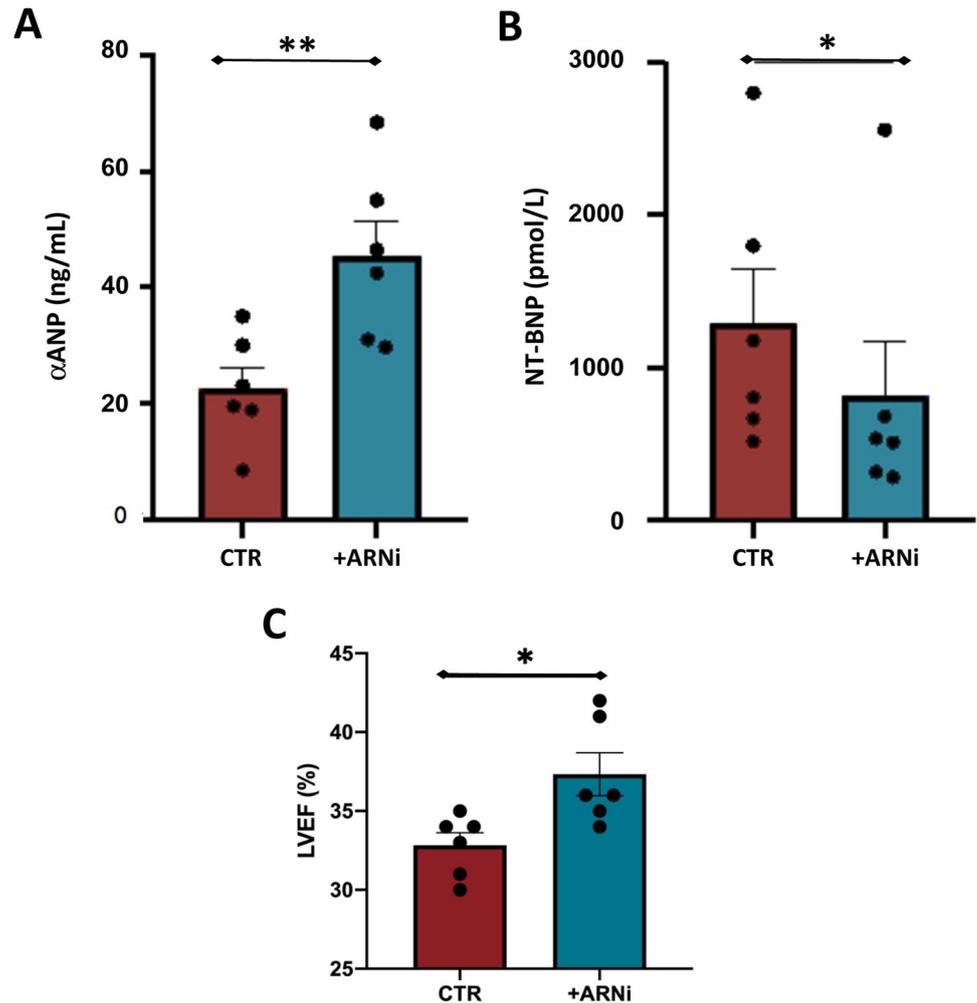 A
αANP (ng/mL)
80
60
40
20
0
**
CTR
+ARNi
B
NT-BNP (pmol/L)
3000
2000
1000
0
*
CTR
+ARNi
C
LVEF (%)
45
40
35
30
25
*
CTR
+ARNi